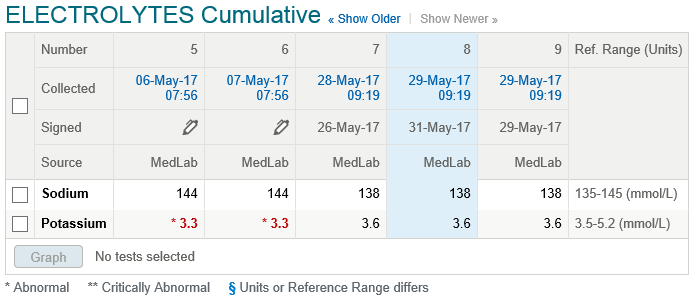 ELECTROLYTES Cumulative « Show Older | Show Newer »
Number 5 6 7 8 9 Ref. Range (Units)
Collected 06-May-17 07:56 07-May-17 07:56 28-May-17 09:19 29-May-17 09:19 29-May-17 09:19
Signed 26-May-17 31-May-17 29-May-17
Source MedLab MedLab MedLab MedLab MedLab
Sodium 144 144 138 138 138 135-145 (mmol/L)
Potassium * 3.3 * 3.3 3.6 3.6 3.6 3.5-5.2 (mmol/L)
Graph No tests selected
* Abnormal ** Critically Abnormal § Units or Reference Range differs